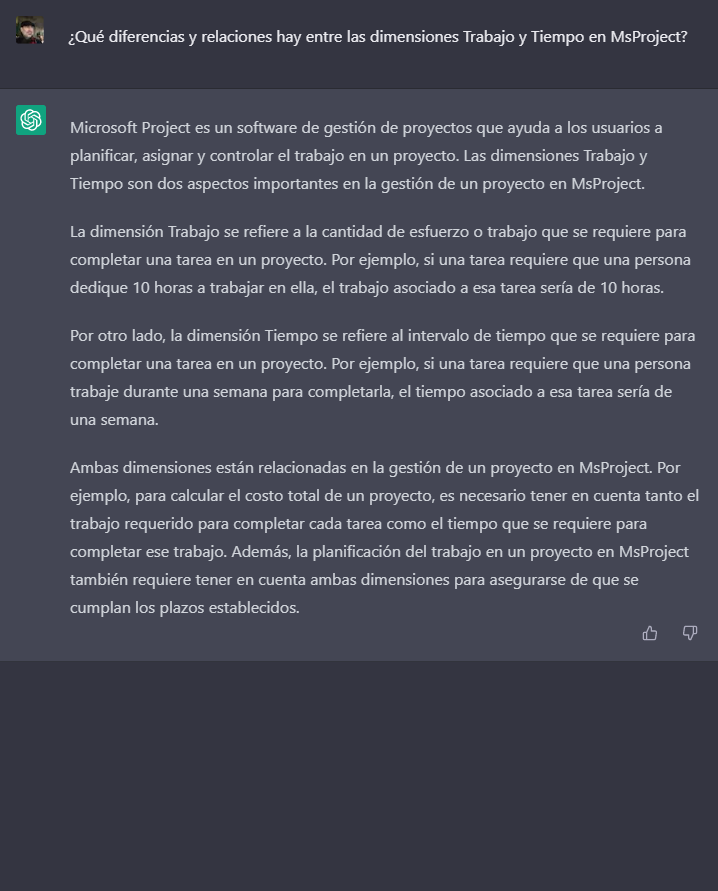 ¿Qué diferencias y relaciones hay entre las dimensiones Trabajo y Tiempo en MsProject?
Microsoft Project es un software de gestión de proyectos que ayuda a los usuarios a
planificar, asignar y controlar el trabajo en un proyecto. Las dimensiones Trabajo y
Tiempo son dos aspectos importantes en la gestión de un proyecto en MsProject.
La dimensión Trabajo se refiere a la cantidad de esfuerzo o trabajo que se requiere para
completar una tarea en un proyecto. Por ejemplo, si una tarea requiere que una persona
dedique 10 horas a trabajar en ella, el trabajo asociado a esa tarea sería de 10 horas.
Por otro lado, la dimensión Tiempo se refiere al intervalo de tiempo que se requiere para
completar una tarea en un proyecto. Por ejemplo, si una tarea requiere que una persona
trabaje durante una semana para completarla, el tiempo asociado a esa tarea sería de
una semana.
Ambas dimensiones están relacionadas en la gestión de un proyecto en MsProject. Por
ejemplo, para calcular el costo total de un proyecto, es necesario tener en cuenta tanto el
trabajo requerido para completar cada tarea como el tiempo que se requiere para
completar ese trabajo. Además, la planificación del trabajo en un proyecto en MsProject
también requiere tener en cuenta ambas dimensiones para asegurarse de que se
cumplan los plazos establecidos.